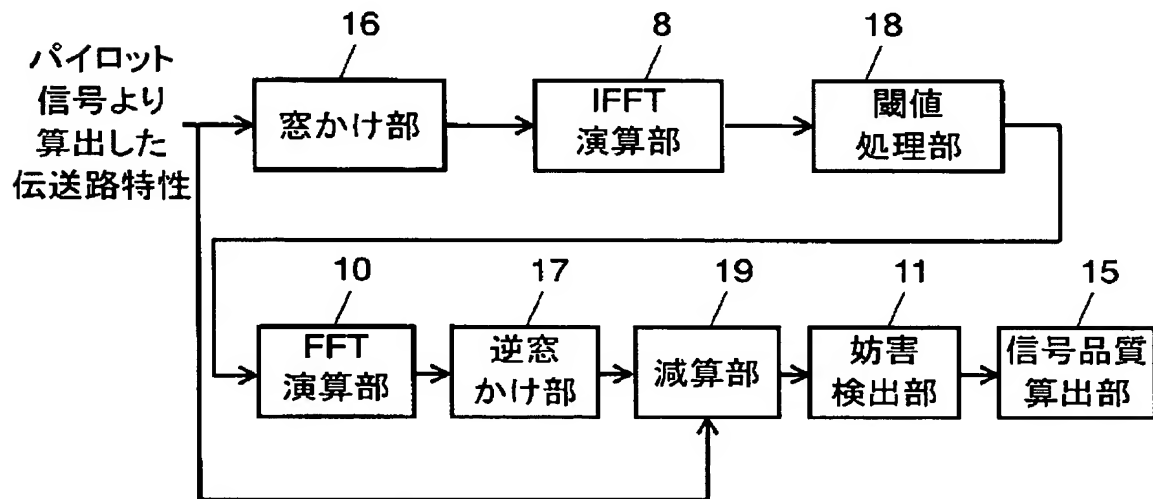 16
8
18
パイロット
信号より
算出した
伝送路特性
窓かけ部
IFFT
演算部
閾値
処理部
10
17
19
11
15
FFT
演算部
逆窓
かけ部
減算部
妨害
検出部
信号品質
算出部